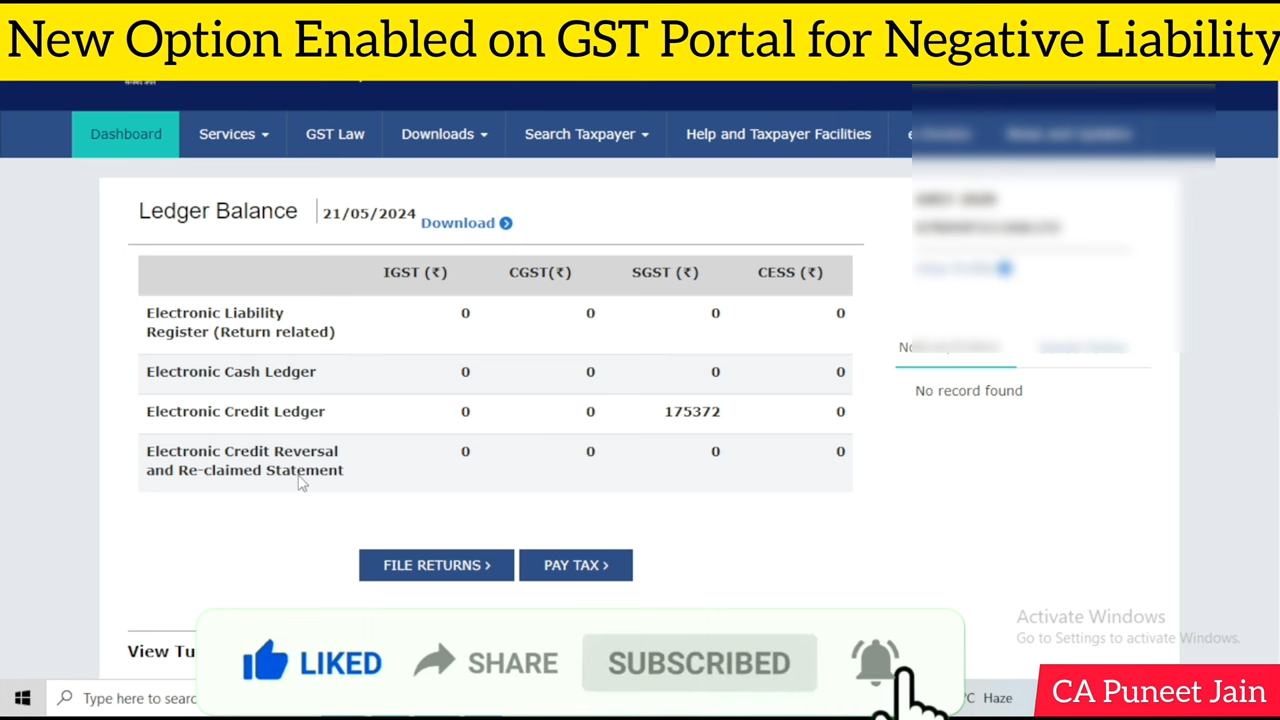 New Option Enabled on GST Portal for Negative Liability
Dashboard Services GST Law Downloads Search Taxpayer Help and Taxpayer Facilities
Ledger Balance 21/05/2024 Download
IGST (₹) CGST(₹) SGST (₹) CESS (₹)
Electronic Liability
Register (Return related) 0 0 0 0
Electronic Cash Ledger 0 0 0 0
Electronic Credit Ledger 0 0 175372 0
Electronic Credit Reversal
and Re-claimed Statement 0 0 0 0
No record found
FILE RETURNS > PAY TAX >
Activate Windows
Go to Settings to activate Windows.
View Tu
LIKED SHARE SUBSCRIBED
Type here to searc
°C Haze
CA Puneet Jain